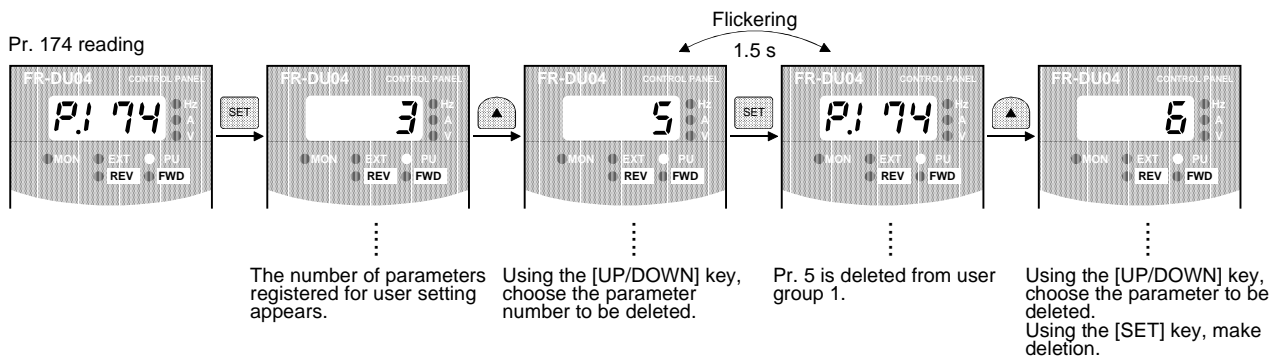 Flickering
1.5 s
Pr. 174 reading
FR-DU04 CONTROL PANEL
P.174
Hz
A
V
MON EXT PU
REV FWD
SET
FR-DU04 CONTROL PANEL
3
Hz
A
V
MON EXT PU
REV FWD
▲
FR-DU04 CONTROL PANEL
5
Hz
A
V
MON EXT PU
REV FWD
SET
FR-DU04 CONTROL PANEL
P.174
Hz
A
V
MON EXT PU
REV FWD
▲
FR-DU04 CONTROL PANEL
6
Hz
A
V
MON EXT PU
REV FWD
The number of parameters
registered for user setting
appears.
Using the [UP/DOWN] key,
choose the parameter
number to be deleted.
Pr. 5 is deleted from user
group 1.
Using the [UP/DOWN] key,
choose the parameter to be
deleted.
Using the [SET] key, make
deletion.